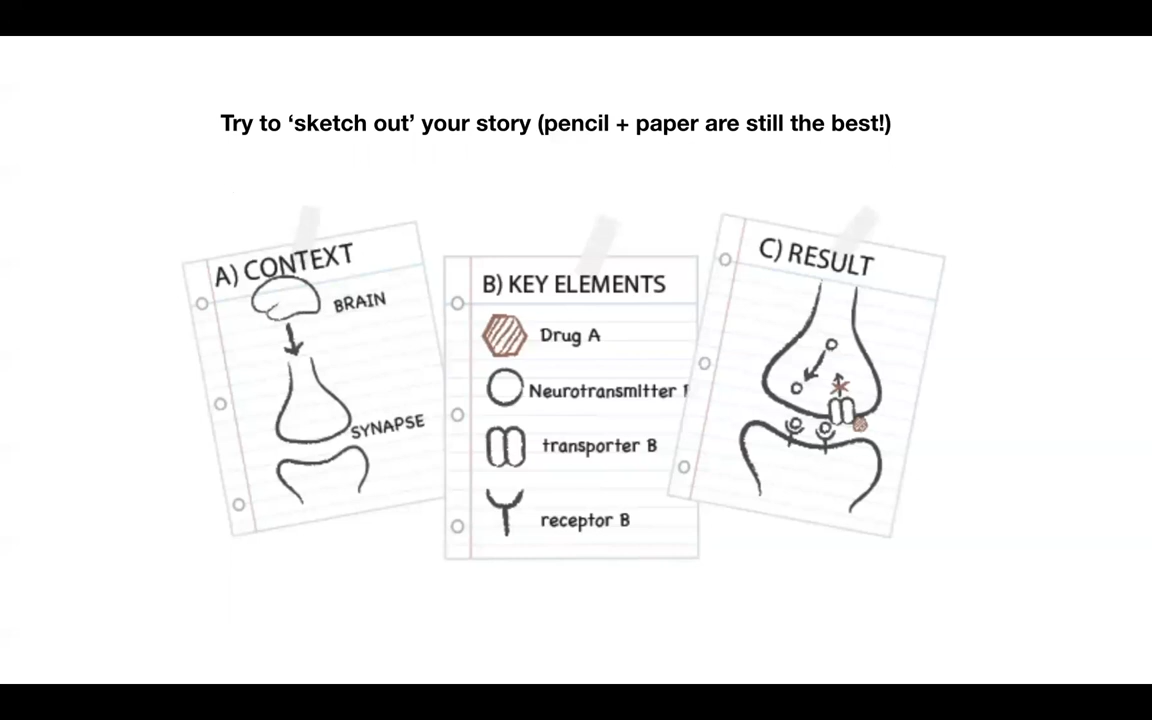 Try to ‘sketch out’ your story (pencil + paper are still the best!)
A) CONTEXT
BRAIN
SYNAPSE
B) KEY ELEMENTS
Drug A
Neurotransmitter
transporter B
receptor B
C) RESULT